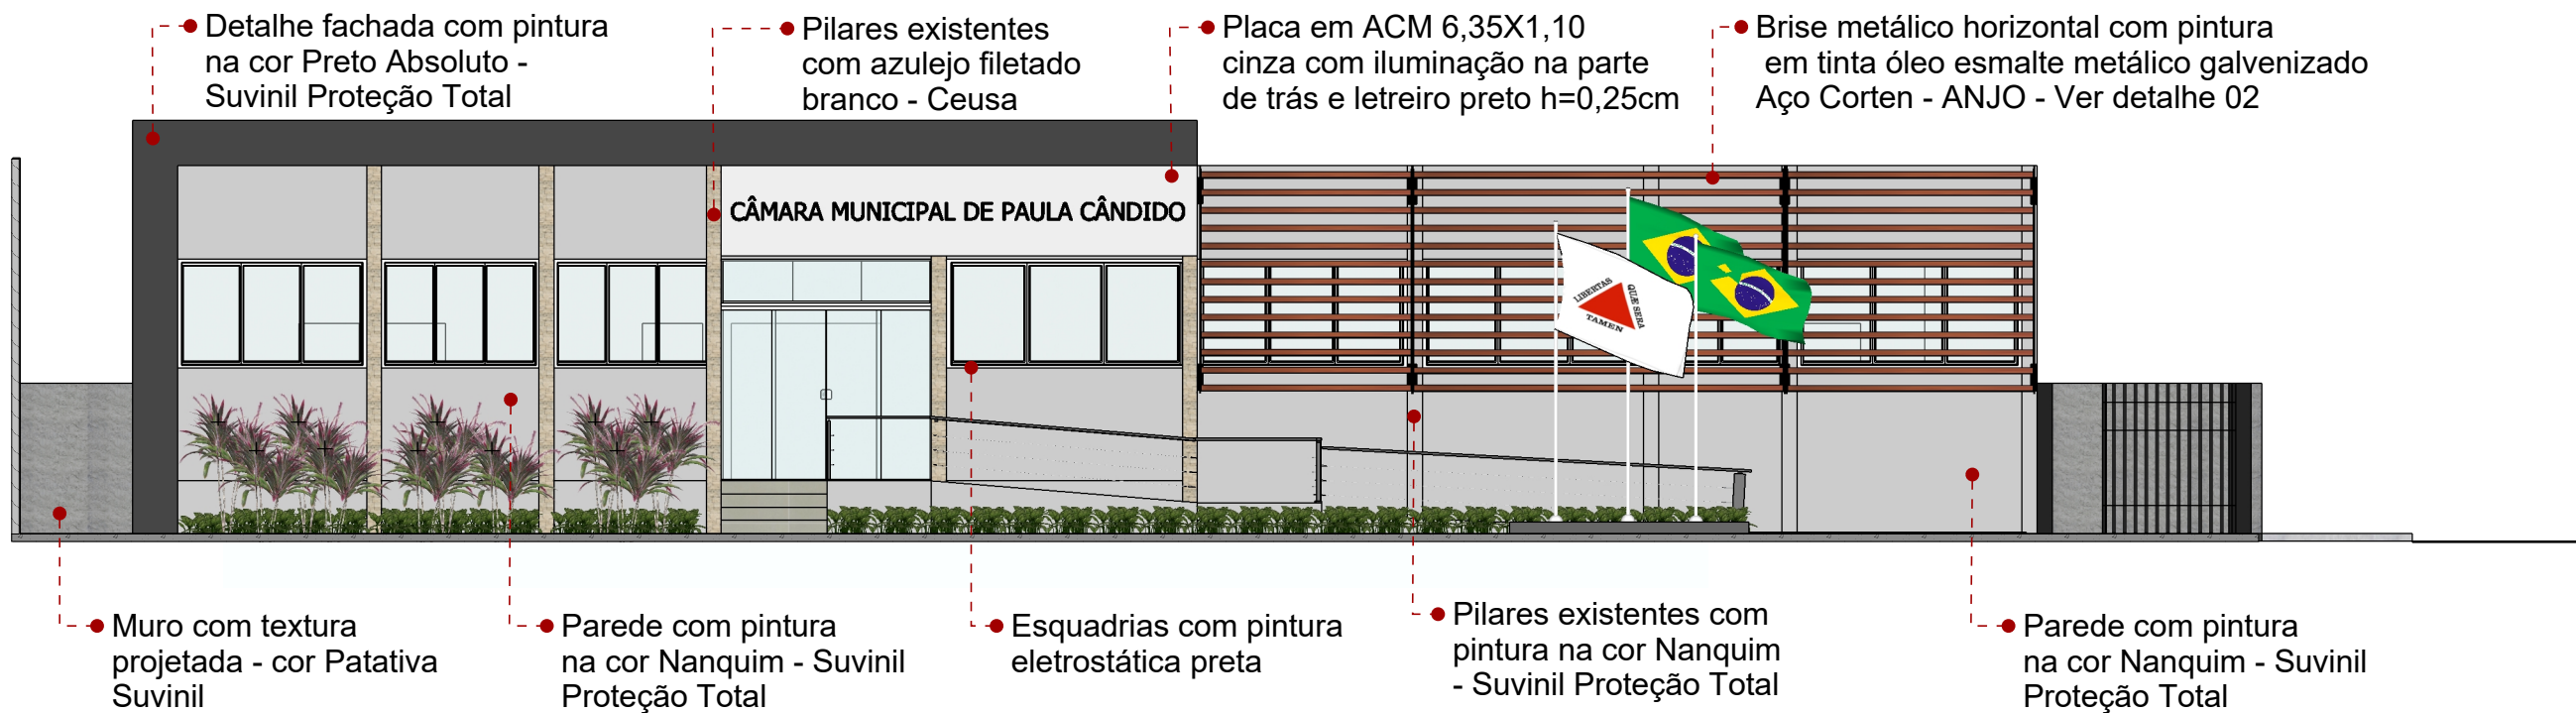 Detalhe fachada com pintura
na cor Preto Absoluto -
Suvinil Proteção Total
Pilares existentes
com azulejo filetado
branco - Ceusa
Placa em ACM 6,35X1,10
cinza com iluminação na parte
de trás e letreiro preto h=0,25cm
Brise metálico horizontal com pintura
em tinta óleo esmalte metálico galvenizado
Aço Corten - ANJO - Ver detalhe 02
CÂMARA MUNICIPAL DE PAULA CÂNDIDO
LIBERTAS
QUÆ SERA
TAMEN
Muro com textura
projetada - cor Patativa
Suvinil
Parede com pintura
na cor Nanquim - Suvinil
Proteção Total
Esquadrias com pintura
eletrostática preta
Pilares existentes com
pintura na cor Nanquim
- Suvinil Proteção Total
Parede com pintura
na cor Nanquim - Suvinil
Proteção Total